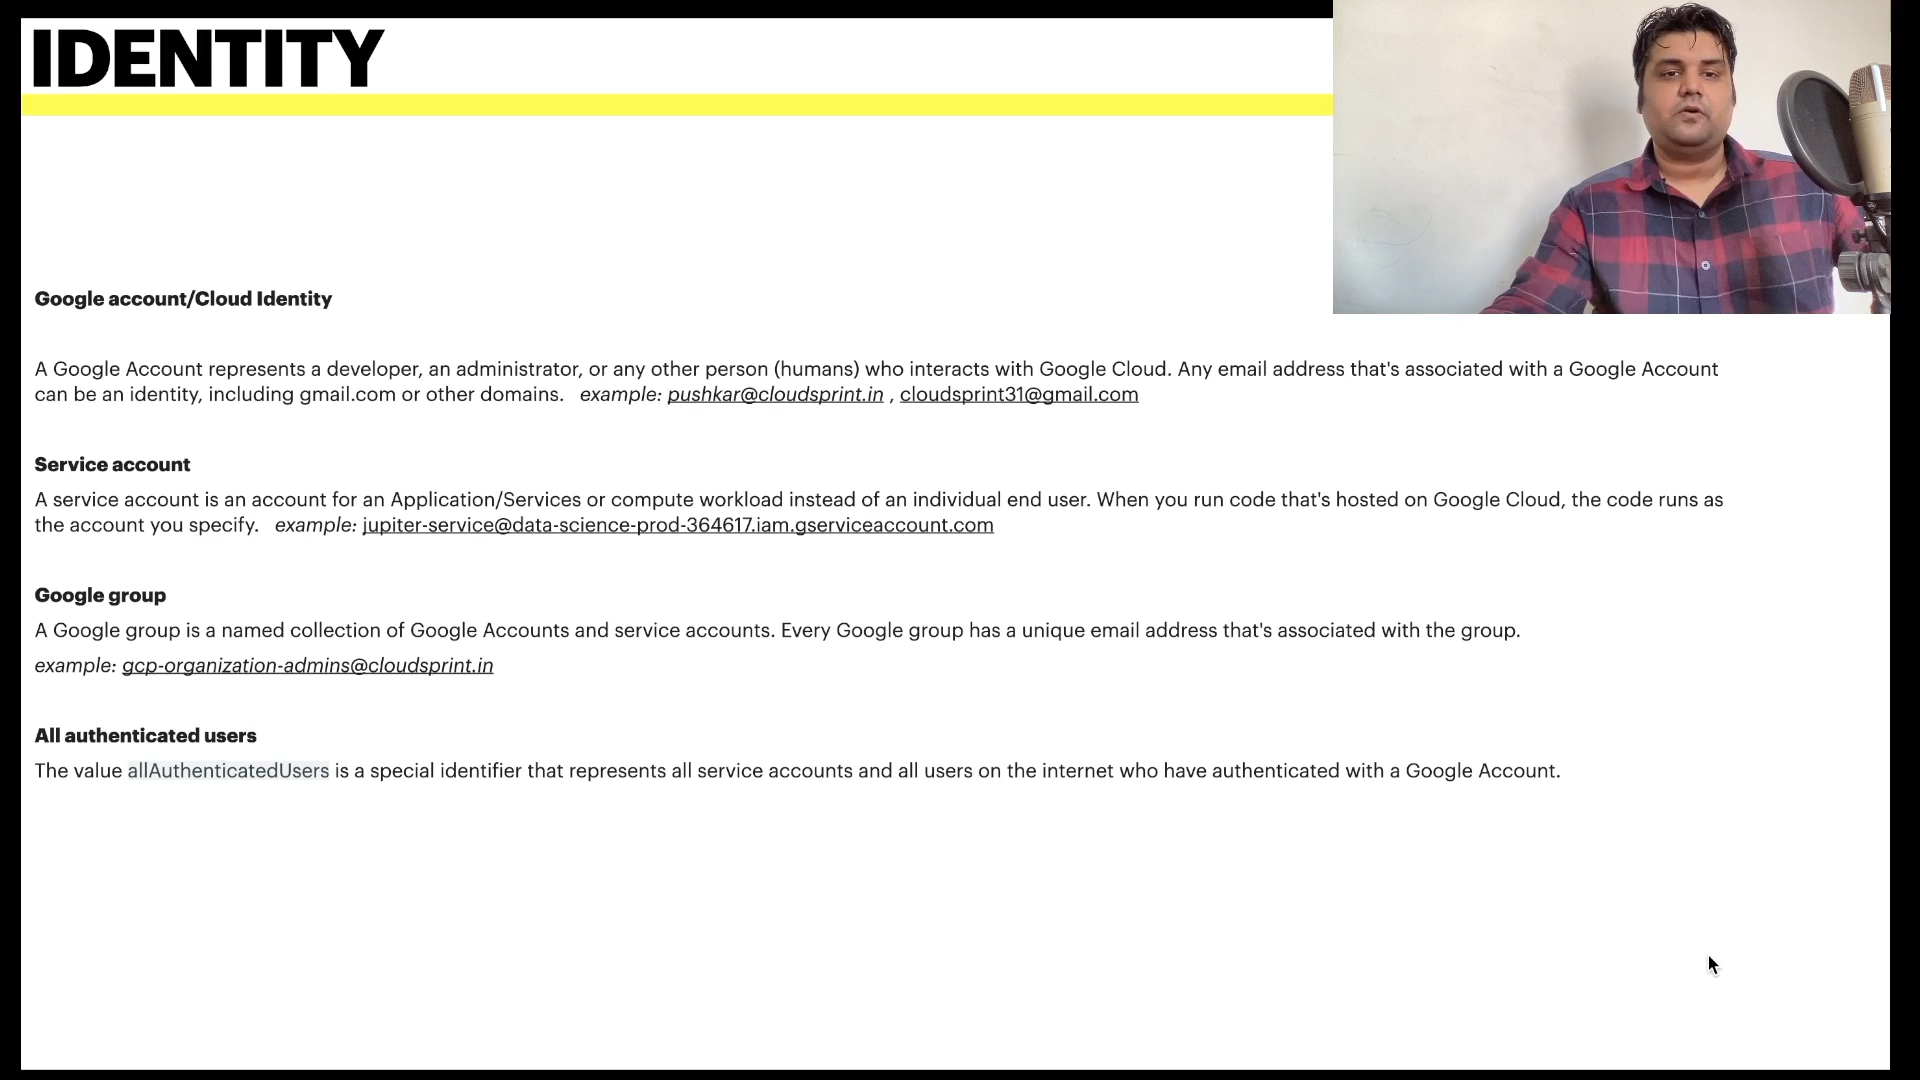 IDENTITY
Google account/Cloud Identity
A Google Account represents a developer, an administrator, or any other person (humans) who interacts with Google Cloud. Any email address that's associated with a Google Account
can be an identity, including gmail.com or other domains. example: pushkar@cloudsprint.in , cloudsprint31@gmail.com
Service account
A service account is an account for an Application/Services or compute workload instead of an individual end user. When you run code that's hosted on Google Cloud, the code runs as
the account you specify. example: jupiter-service@data-science-prod-364617.iam.gserviceaccount.com
Google group
A Google group is a named collection of Google Accounts and service accounts. Every Google group has a unique email address that's associated with the group.
example: gcp-organization-admins@cloudsprint.in
All authenticated users
The value allAuthenticatedUsers is a special identifier that represents all service accounts and all users on the internet who have authenticated with a Google Account.